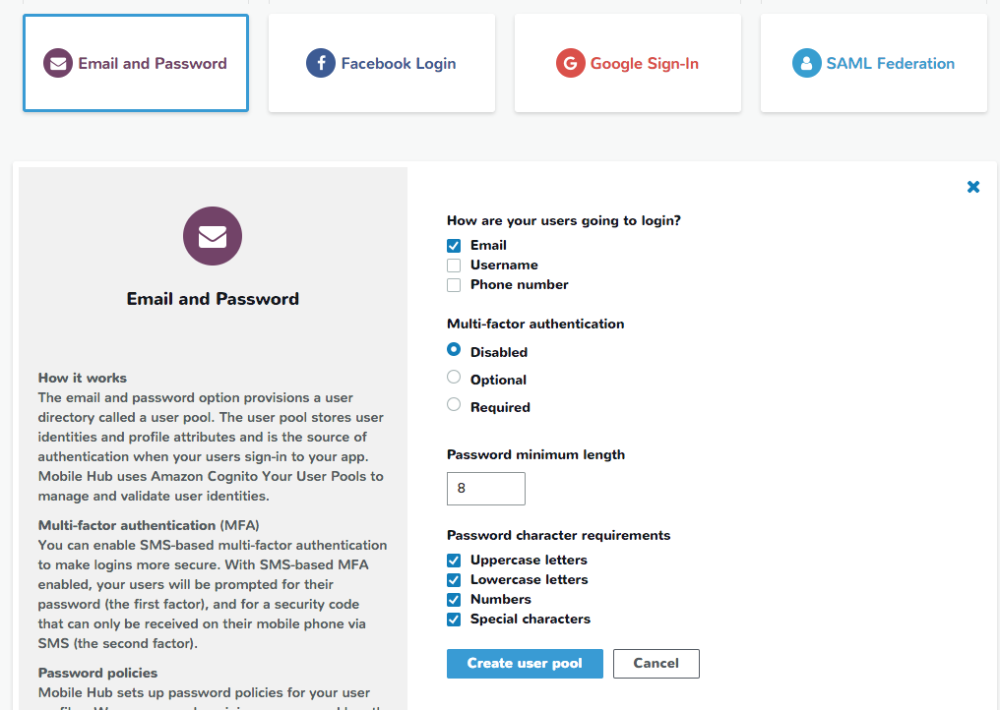 Email and Password
Facebook Login
Google Sign-In
SAML Federation
Email and Password
How it works
The email and password option provisions a user
directory called a user pool. The user pool stores user
identities and profile attributes and is the source of
authentication when your users sign-in to your app.
Mobile Hub uses Amazon Cognito Your User Pools to
manage and validate user identities.
Multi-factor authentication (MFA)
You can enable SMS-based multi-factor authentication
to make logins more secure. With SMS-based MFA
enabled, your users will be prompted for their
password (the first factor), and for a security code
that can only be received on their mobile phone via
SMS (the second factor).
Password policies
Mobile Hub sets up password policies for your user
How are your users going to login?
Email
Username
Phone number
Multi-factor authentication
Disabled
Optional
Required
Password minimum length
8
Password character requirements
Uppercase letters
Lowercase letters
Numbers
Special characters
Create user pool
Cancel